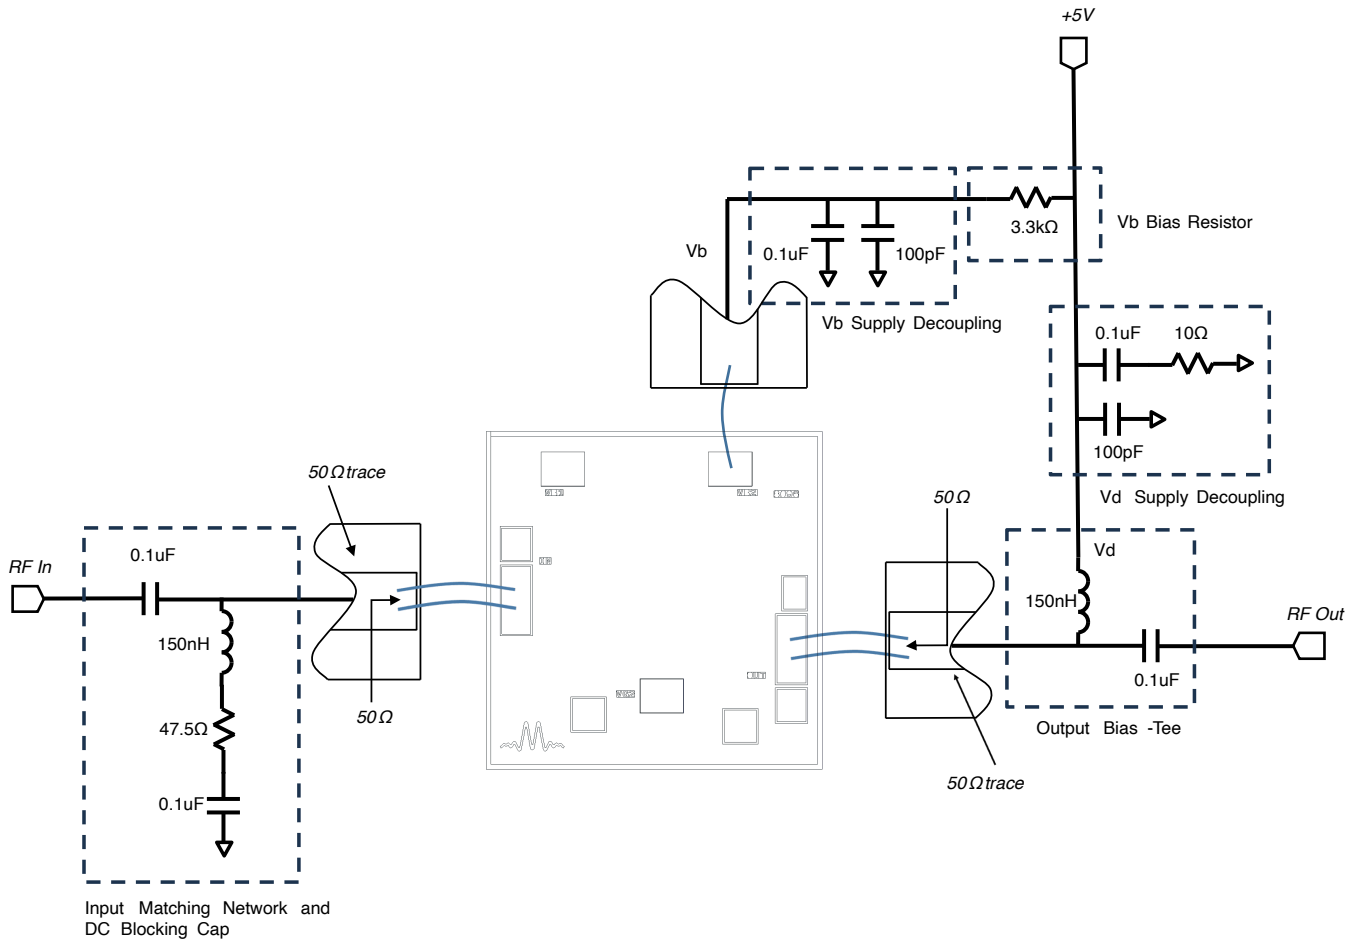 +5V
3.3kΩ
Vb Bias Resistor
Vb
0.1uF
100pF
Vb Supply Decoupling
0.1uF
10Ω
100pF
Vd Supply Decoupling
50Ω trace
50Ω
RF In
0.1uF
150nH
47.5Ω
0.1uF
50Ω
Input Matching Network and
DC Blocking Cap
Vd
150nH
RF Out
0.1uF
Output Bias -Tee
50Ω trace